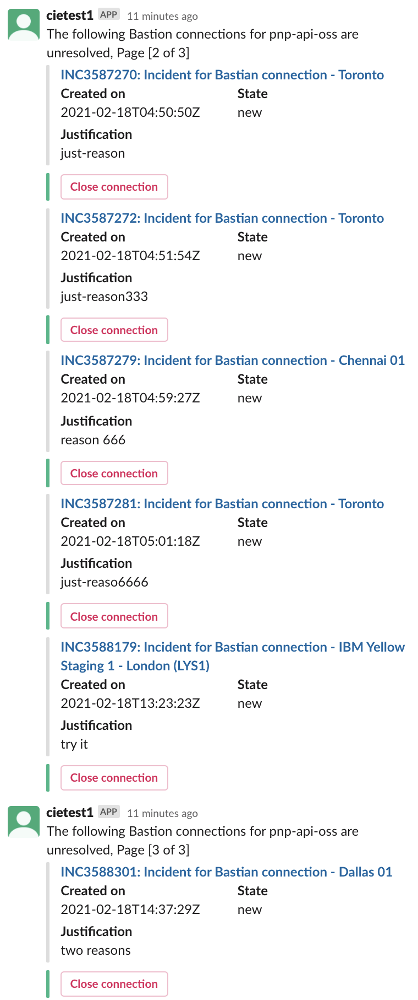 cietest1 APP 11 minutes ago
The following Bastion connections for pnp-api-oss are
unresolved, Page [2 of 3]
INC3587270: Incident for Bastian connection - Toronto
Created on State
2021-02-18T04:50:50Z new
Justification
just-reason
Close connection
INC3587272: Incident for Bastian connection - Toronto
Created on State
2021-02-18T04:51:54Z new
Justification
just-reason333
Close connection
INC3587279: Incident for Bastian connection - Chennai 01
Created on State
2021-02-18T04:59:27Z new
Justification
reason 666
Close connection
INC3587281: Incident for Bastian connection - Toronto
Created on State
2021-02-18T05:01:18Z new
Justification
just-reaso6666
Close connection
INC3588179: Incident for Bastian connection - IBM Yellow
Staging 1 - London (LYS1)
Created on State
2021-02-18T13:23:23Z new
Justification
try it
Close connection
cietest1 APP 11 minutes ago
The following Bastion connections for pnp-api-oss are
unresolved, Page [3 of 3]
INC3588301: Incident for Bastian connection - Dallas 01
Created on State
2021-02-18T14:37:29Z new
Justification
two reasons
Close connection